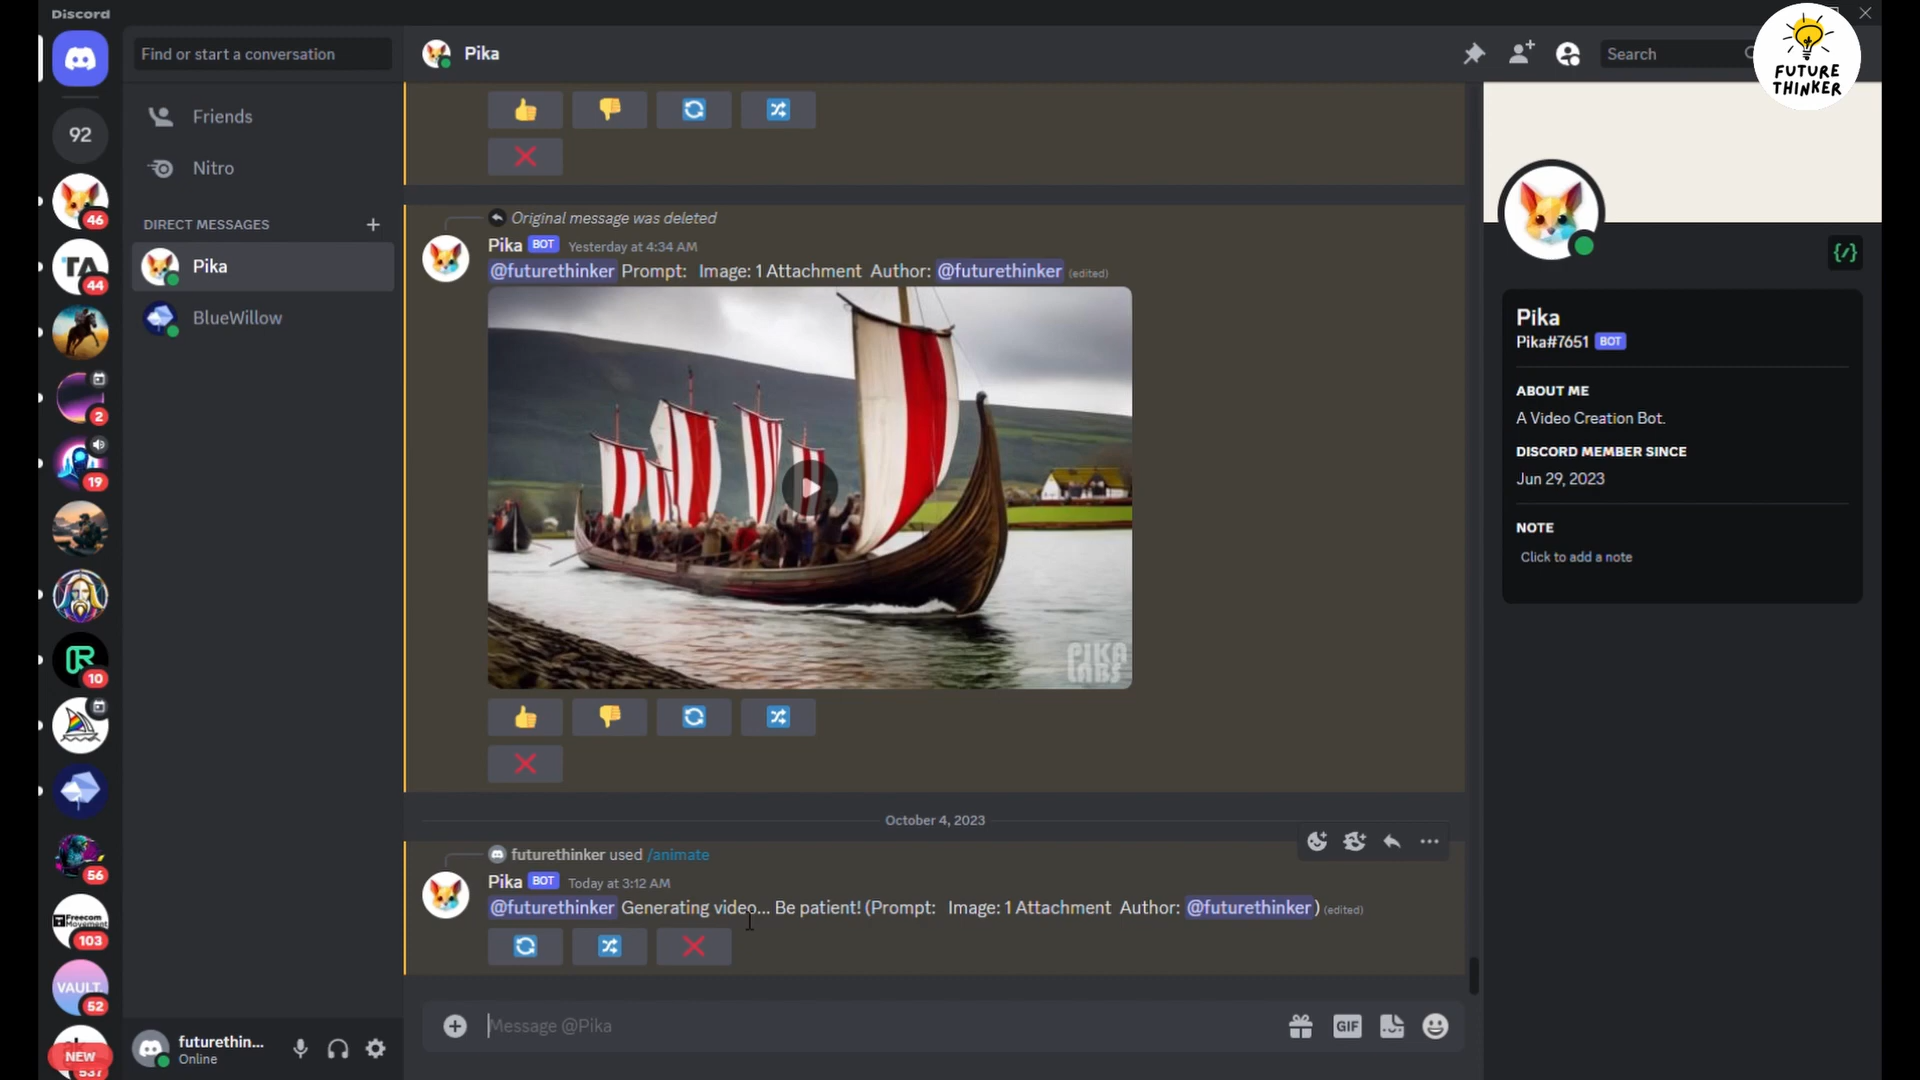 Discord
Find or start a conversation
Pika
Search
FUTURE
THINKER
Friends
92
Nitro
DIRECT MESSAGES
46
Pika
TA
44
BlueWillow
2
19
10
56
Freecom
103
VAULT.
52
NEW
537
futurethin...
Online
Original message was deleted
Pika BOT Yesterday at 4:34 AM
@futurethinker Prompt: Image: 1 Attachment Author: @futurethinker (edited)
PIKA
LABS
October 4, 2023
futurethinker used /animate
Pika BOT Today at 3:12 AM
@futurethinker Generating video... Be patient! (Prompt: Image: 1 Attachment Author: @futurethinker) (edited)
Message @Pika
GIF
Pika
Pika#7651 BOT
ABOUT ME
A Video Creation Bot.
DISCORD MEMBER SINCE
Jun 29, 2023
NOTE
Click to add a note